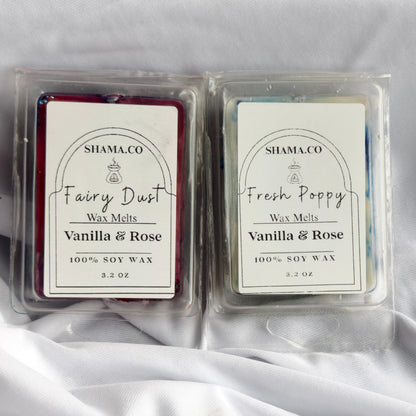 SHAMA.CO
Fairy Dust
Wax Melts
Vanilla & Rose
100% SOY WAX
3.2 OZ
SHAMA.CO
Fresh Poppy
Wax Melts
Vanilla & Rose
100% SOY WAX
3.2 OZ